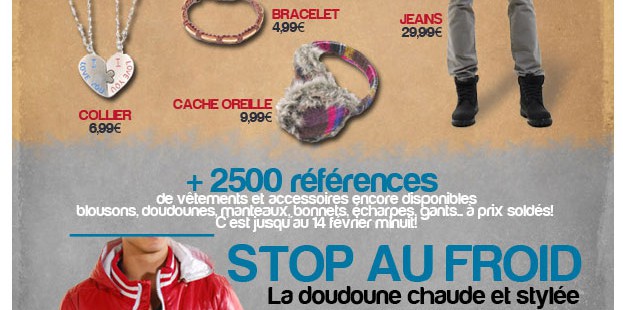 BRACELET
4,99€
JEANS
29,99€
COLLIER
6,99€
CACHE OREILLE
9,99€
+ 2500 références
de vêtements et accessoires encore disponibles
blousons, doudounes, manteaux, bonnets, écharpes, gants... à prix soldés!
C'est jusqu'au 14 février minuit!
STOP AU FROID
La doudoune chaude et stylée